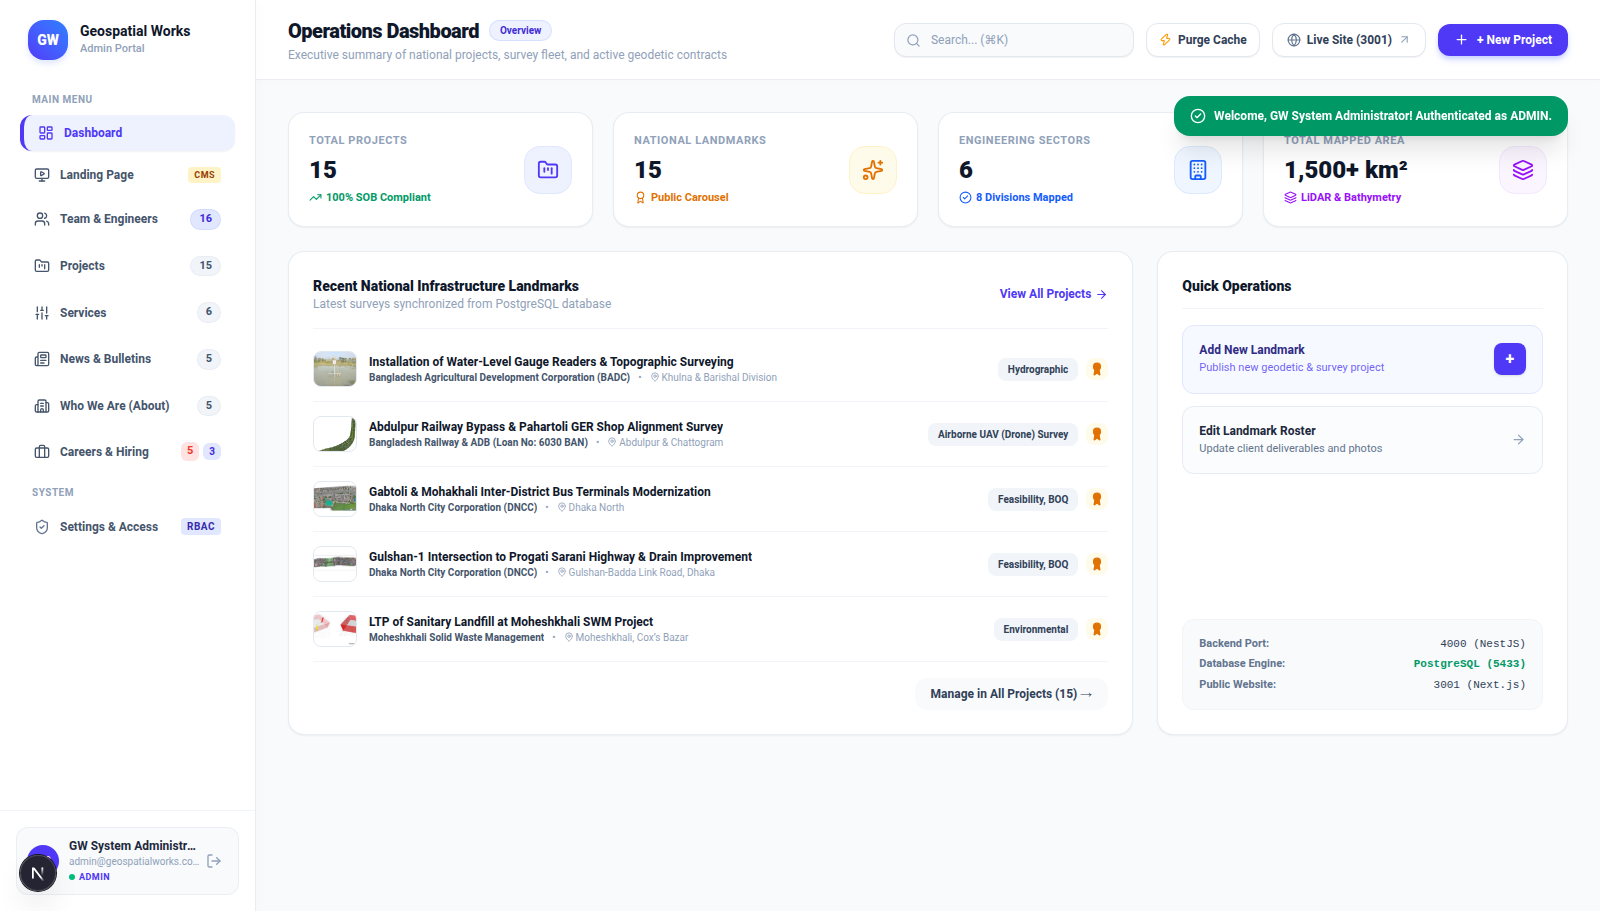 GW
Geospatial Works
Admin Portal
MAIN MENU
Dashboard
Landing Page CMS
Team & Engineers 16
Projects 15
Services 6
News & Bulletins 5
Who We Are (About) 5
Careers & Hiring 5 3
SYSTEM
Settings & Access RBAC
GW System Administr...
admin@geospatialworks.co...
ADMIN
N
Operations Dashboard Overview
Executive summary of national projects, survey fleet, and active geodetic contracts
Search... (⌘K)
Purge Cache
Live Site (3001)
+ New Project
Welcome, GW System Administrator! Authenticated as ADMIN.
TOTAL PROJECTS
15
100% SOB Compliant
NATIONAL LANDMARKS
15
Public Carousel
ENGINEERING SECTORS
6
8 Divisions Mapped
TOTAL MAPPED AREA
1,500+ km²
LiDAR & Bathymetry
Recent National Infrastructure Landmarks
Latest surveys synchronized from PostgreSQL database
View All Projects →
Installation of Water-Level Gauge Readers & Topographic Surveying
Bangladesh Agricultural Development Corporation (BADC) • Khulna & Barishal Division
Hydrographic
Abdulpur Railway Bypass & Pahartoli GER Shop Alignment Survey
Bangladesh Railway & ADB (Loan No: 6030 BAN) • Abdulpur & Chattogram
Airborne UAV (Drone) Survey
Gabtoli & Mohakhali Inter-District Bus Terminals Modernization
Dhaka North City Corporation (DNCC) • Dhaka North
Feasibility, BOQ
Gulshan-1 Intersection to Progati Sarani Highway & Drain Improvement
Dhaka North City Corporation (DNCC) • Gulshan-Badda Link Road, Dhaka
Feasibility, BOQ
LTP of Sanitary Landfill at Moheshkhali SWM Project
Moheshkhali Solid Waste Management • Moheshkhali, Cox's Bazar
Environmental
Manage in All Projects (15) →
Quick Operations
Add New Landmark
Publish new geodetic & survey project
+
Edit Landmark Roster
Update client deliverables and photos
Backend Port: 4000 (NestJS)
Database Engine: PostgreSQL (5433)
Public Website: 3001 (Next.js)